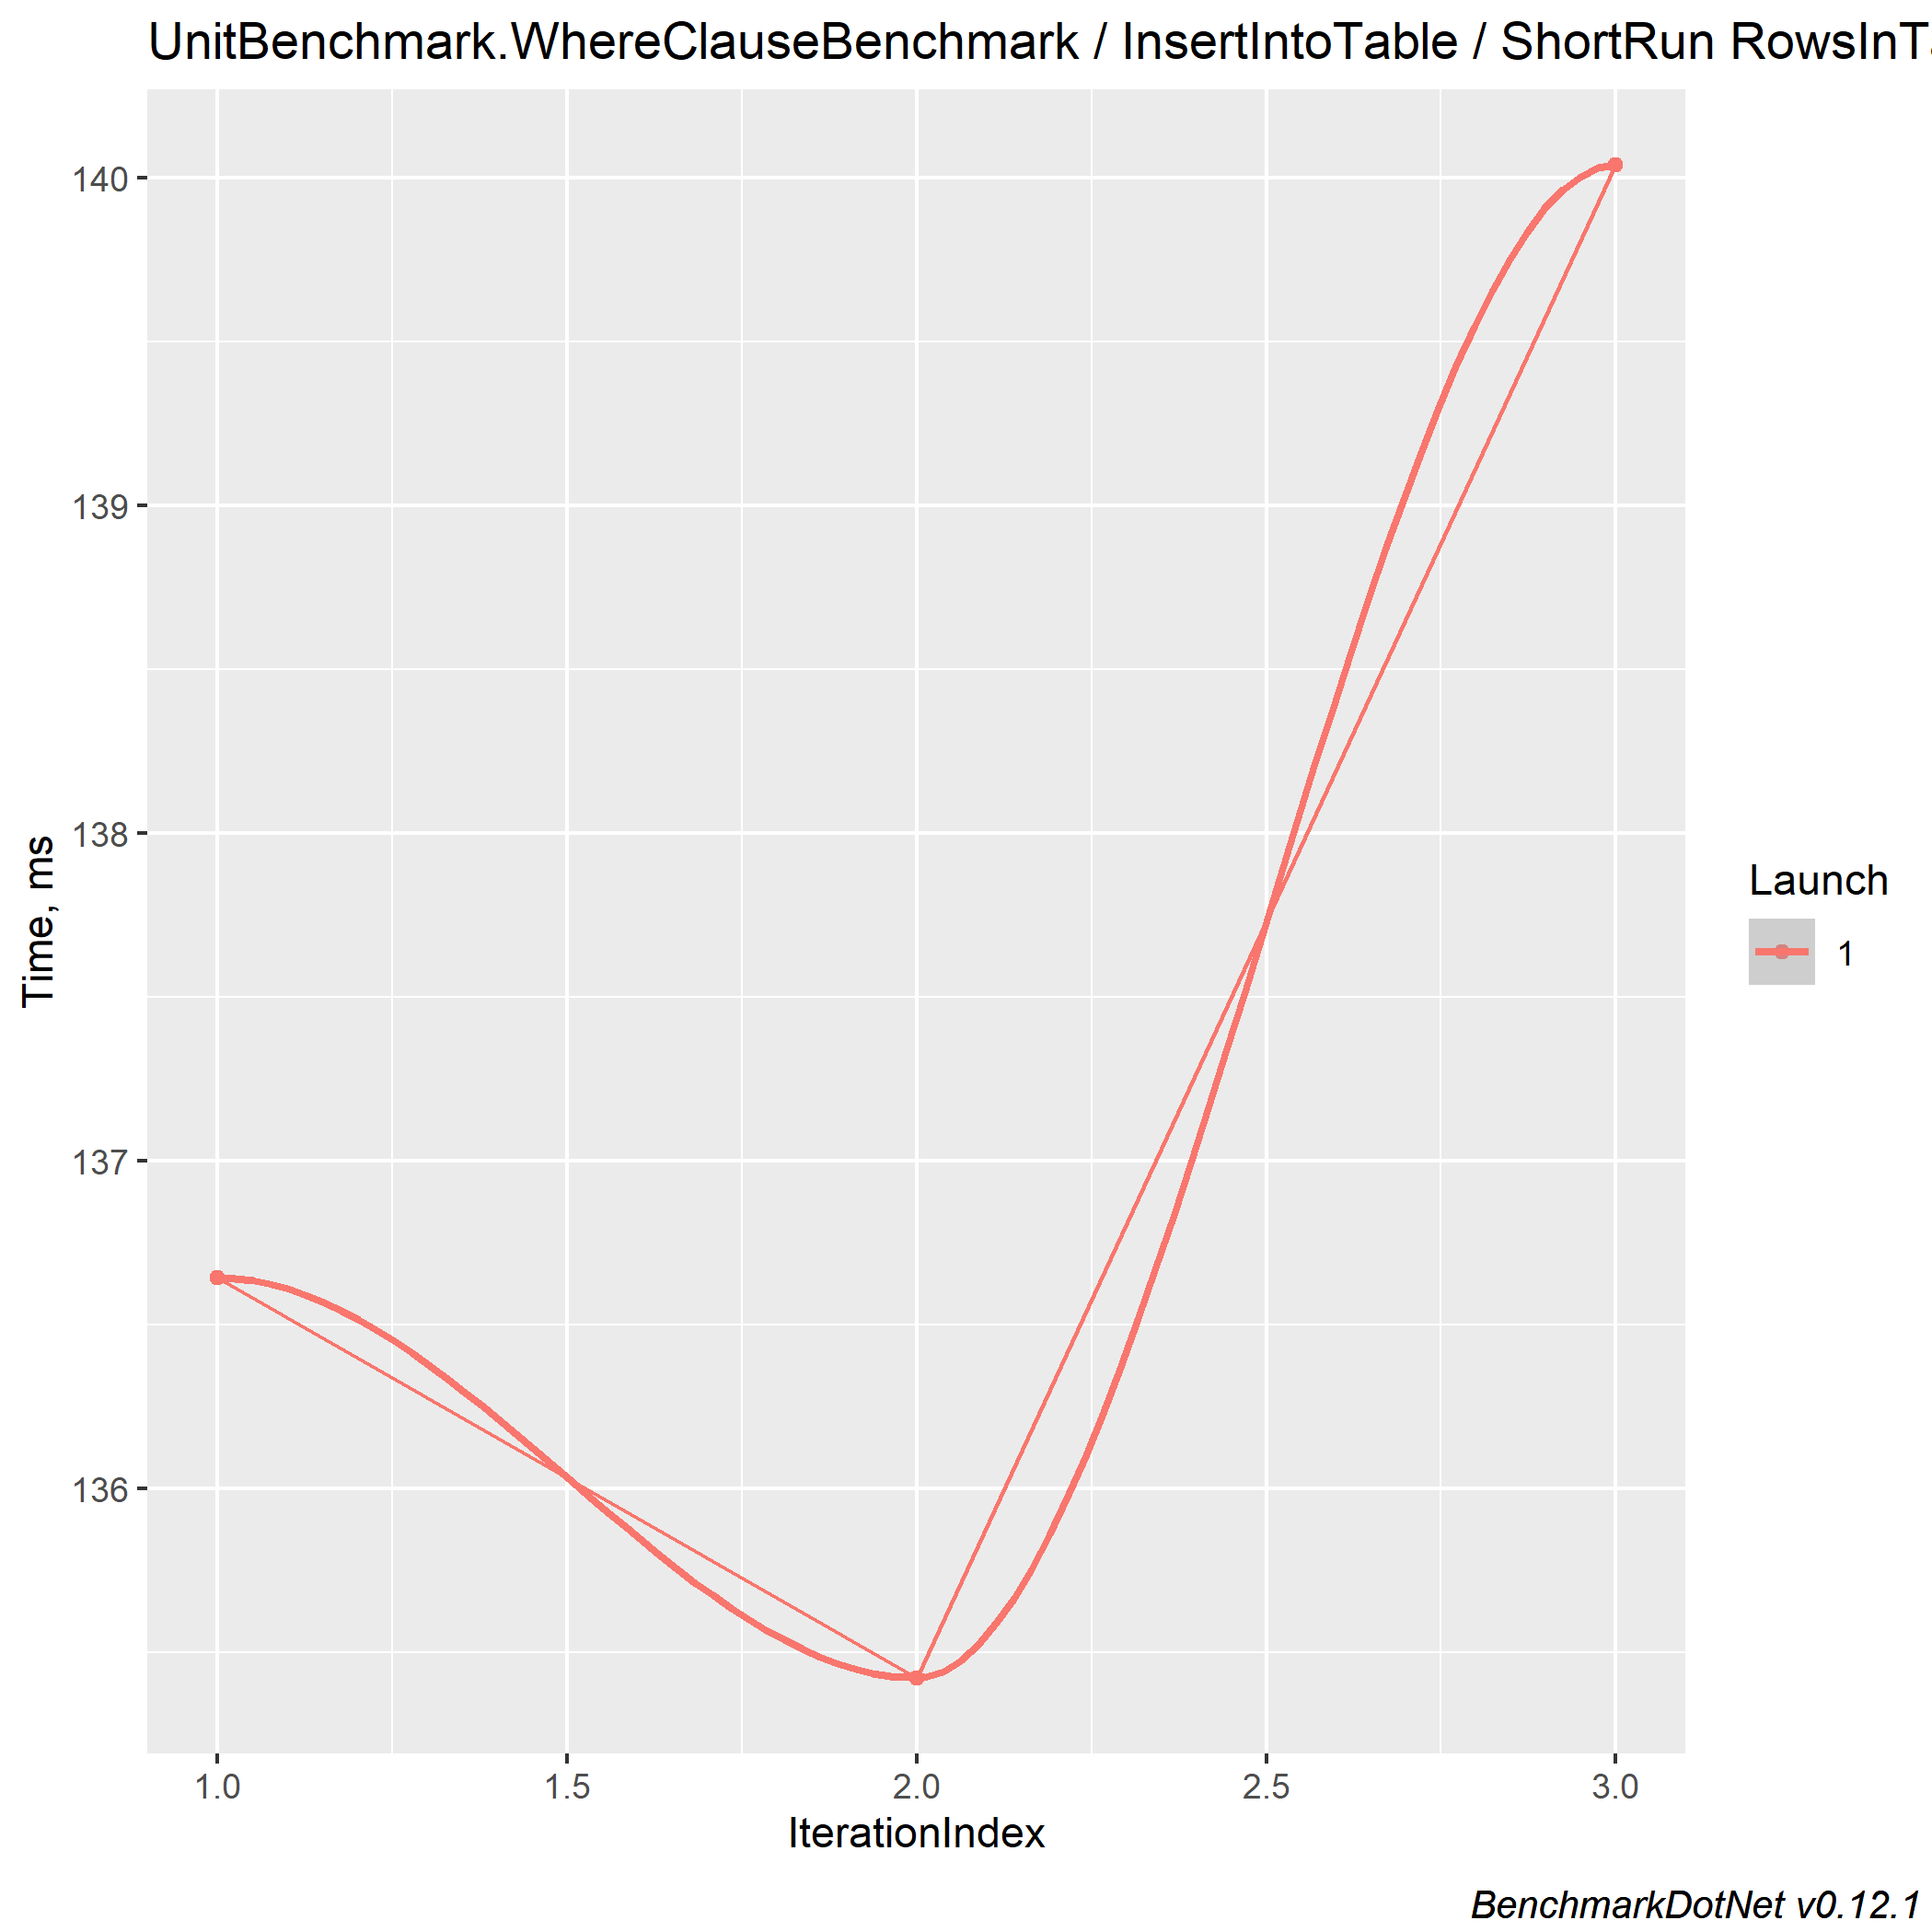 UnitBenchmark.WhereClauseBenchmark / InsertIntoTable / ShortRun RowsInTa
140
139
138
137
136
Time, ms
1.0 1.5 2.0 2.5 3.0
IterationIndex
Launch
1
BenchmarkDotNet v0.12.1